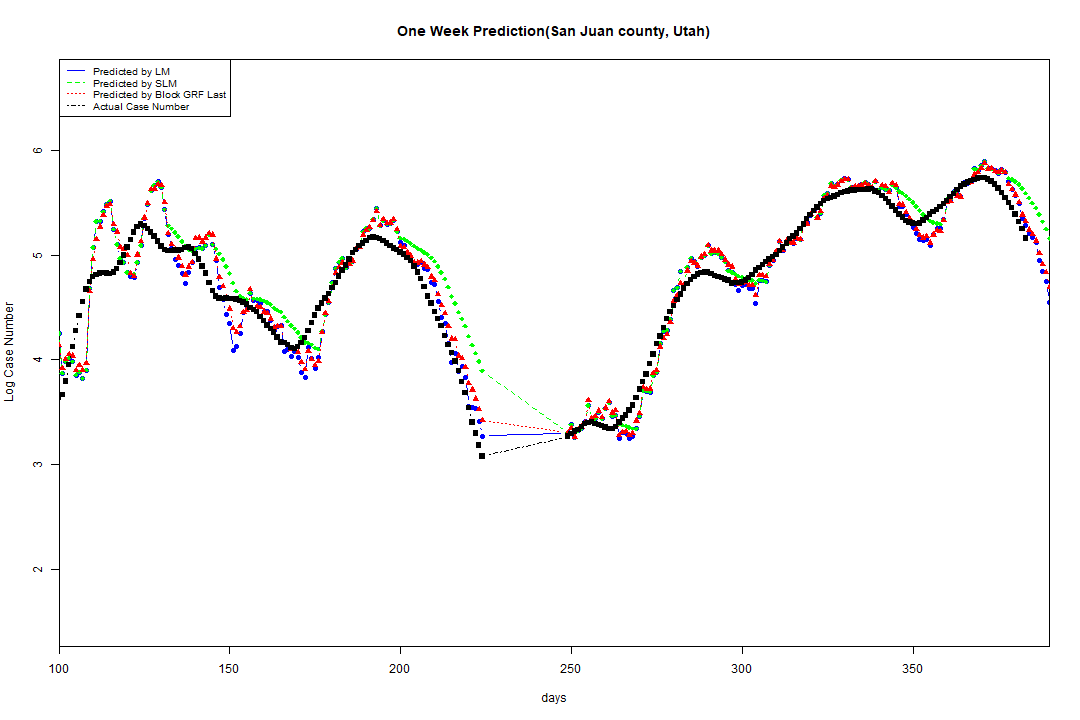 One Week Prediction(San Juan county, Utah)
Predicted by LM
Predicted by SLM
Predicted by Block GRF Last
Actual Case Number
6
5
4
3
2
Log Case Number
100 150 200 250 300 350
days